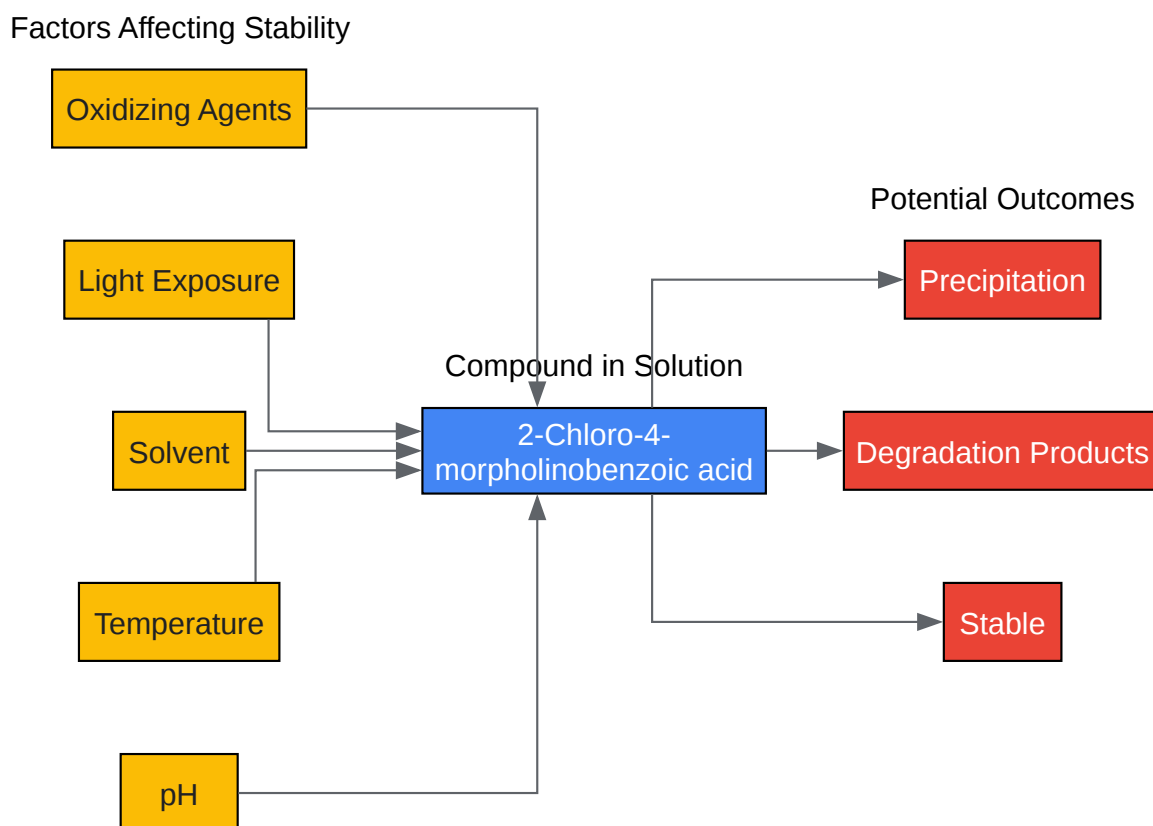 Factors Affecting Stability
Oxidizing Agents
Light Exposure
Solvent
Temperature
pH
Compound in Solution
2-Chloro-4-
morpholinobenzoic acid
Potential Outcomes
Precipitation
Degradation Products
Stable